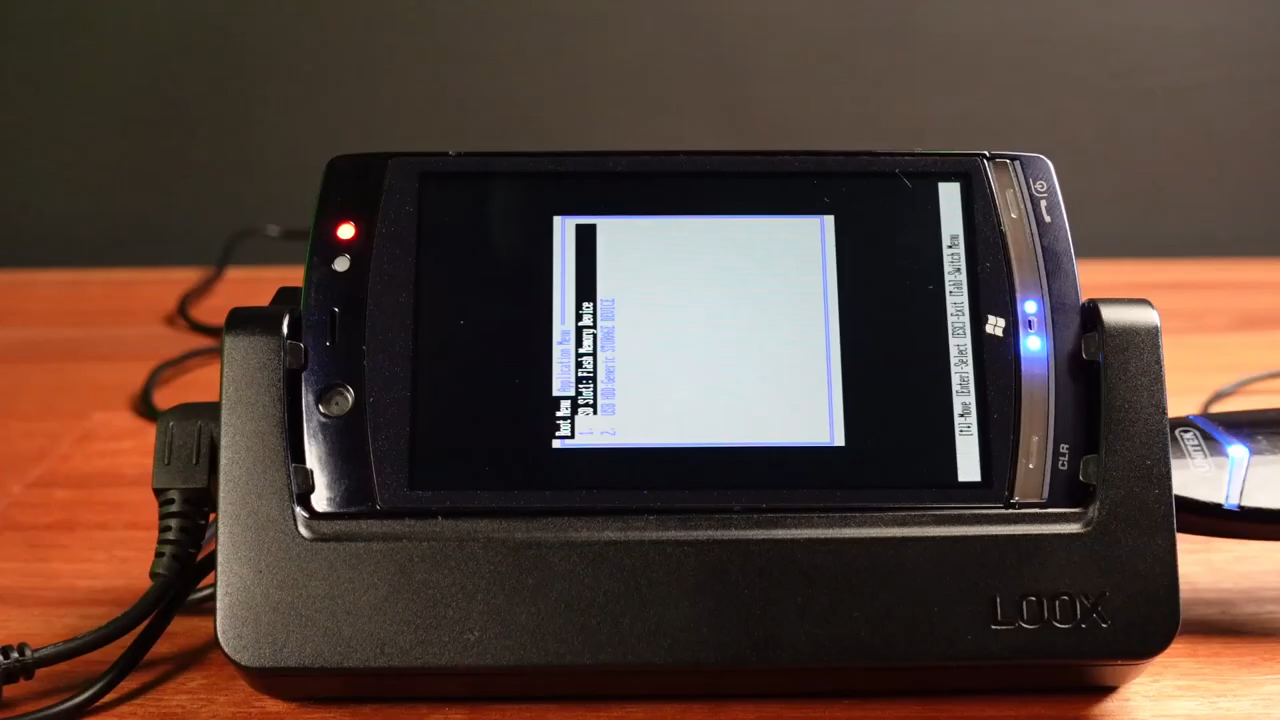 Boot Menu Application Menu
1. SD Slot1: Flash Memory Device
2. USB HDD:Generic STORAGE DEVICE
[↑↓]-Move [Enter]-Select [ESC]-Exit [Tab]-Switch Menu
CLR
UNITEK
LOOX